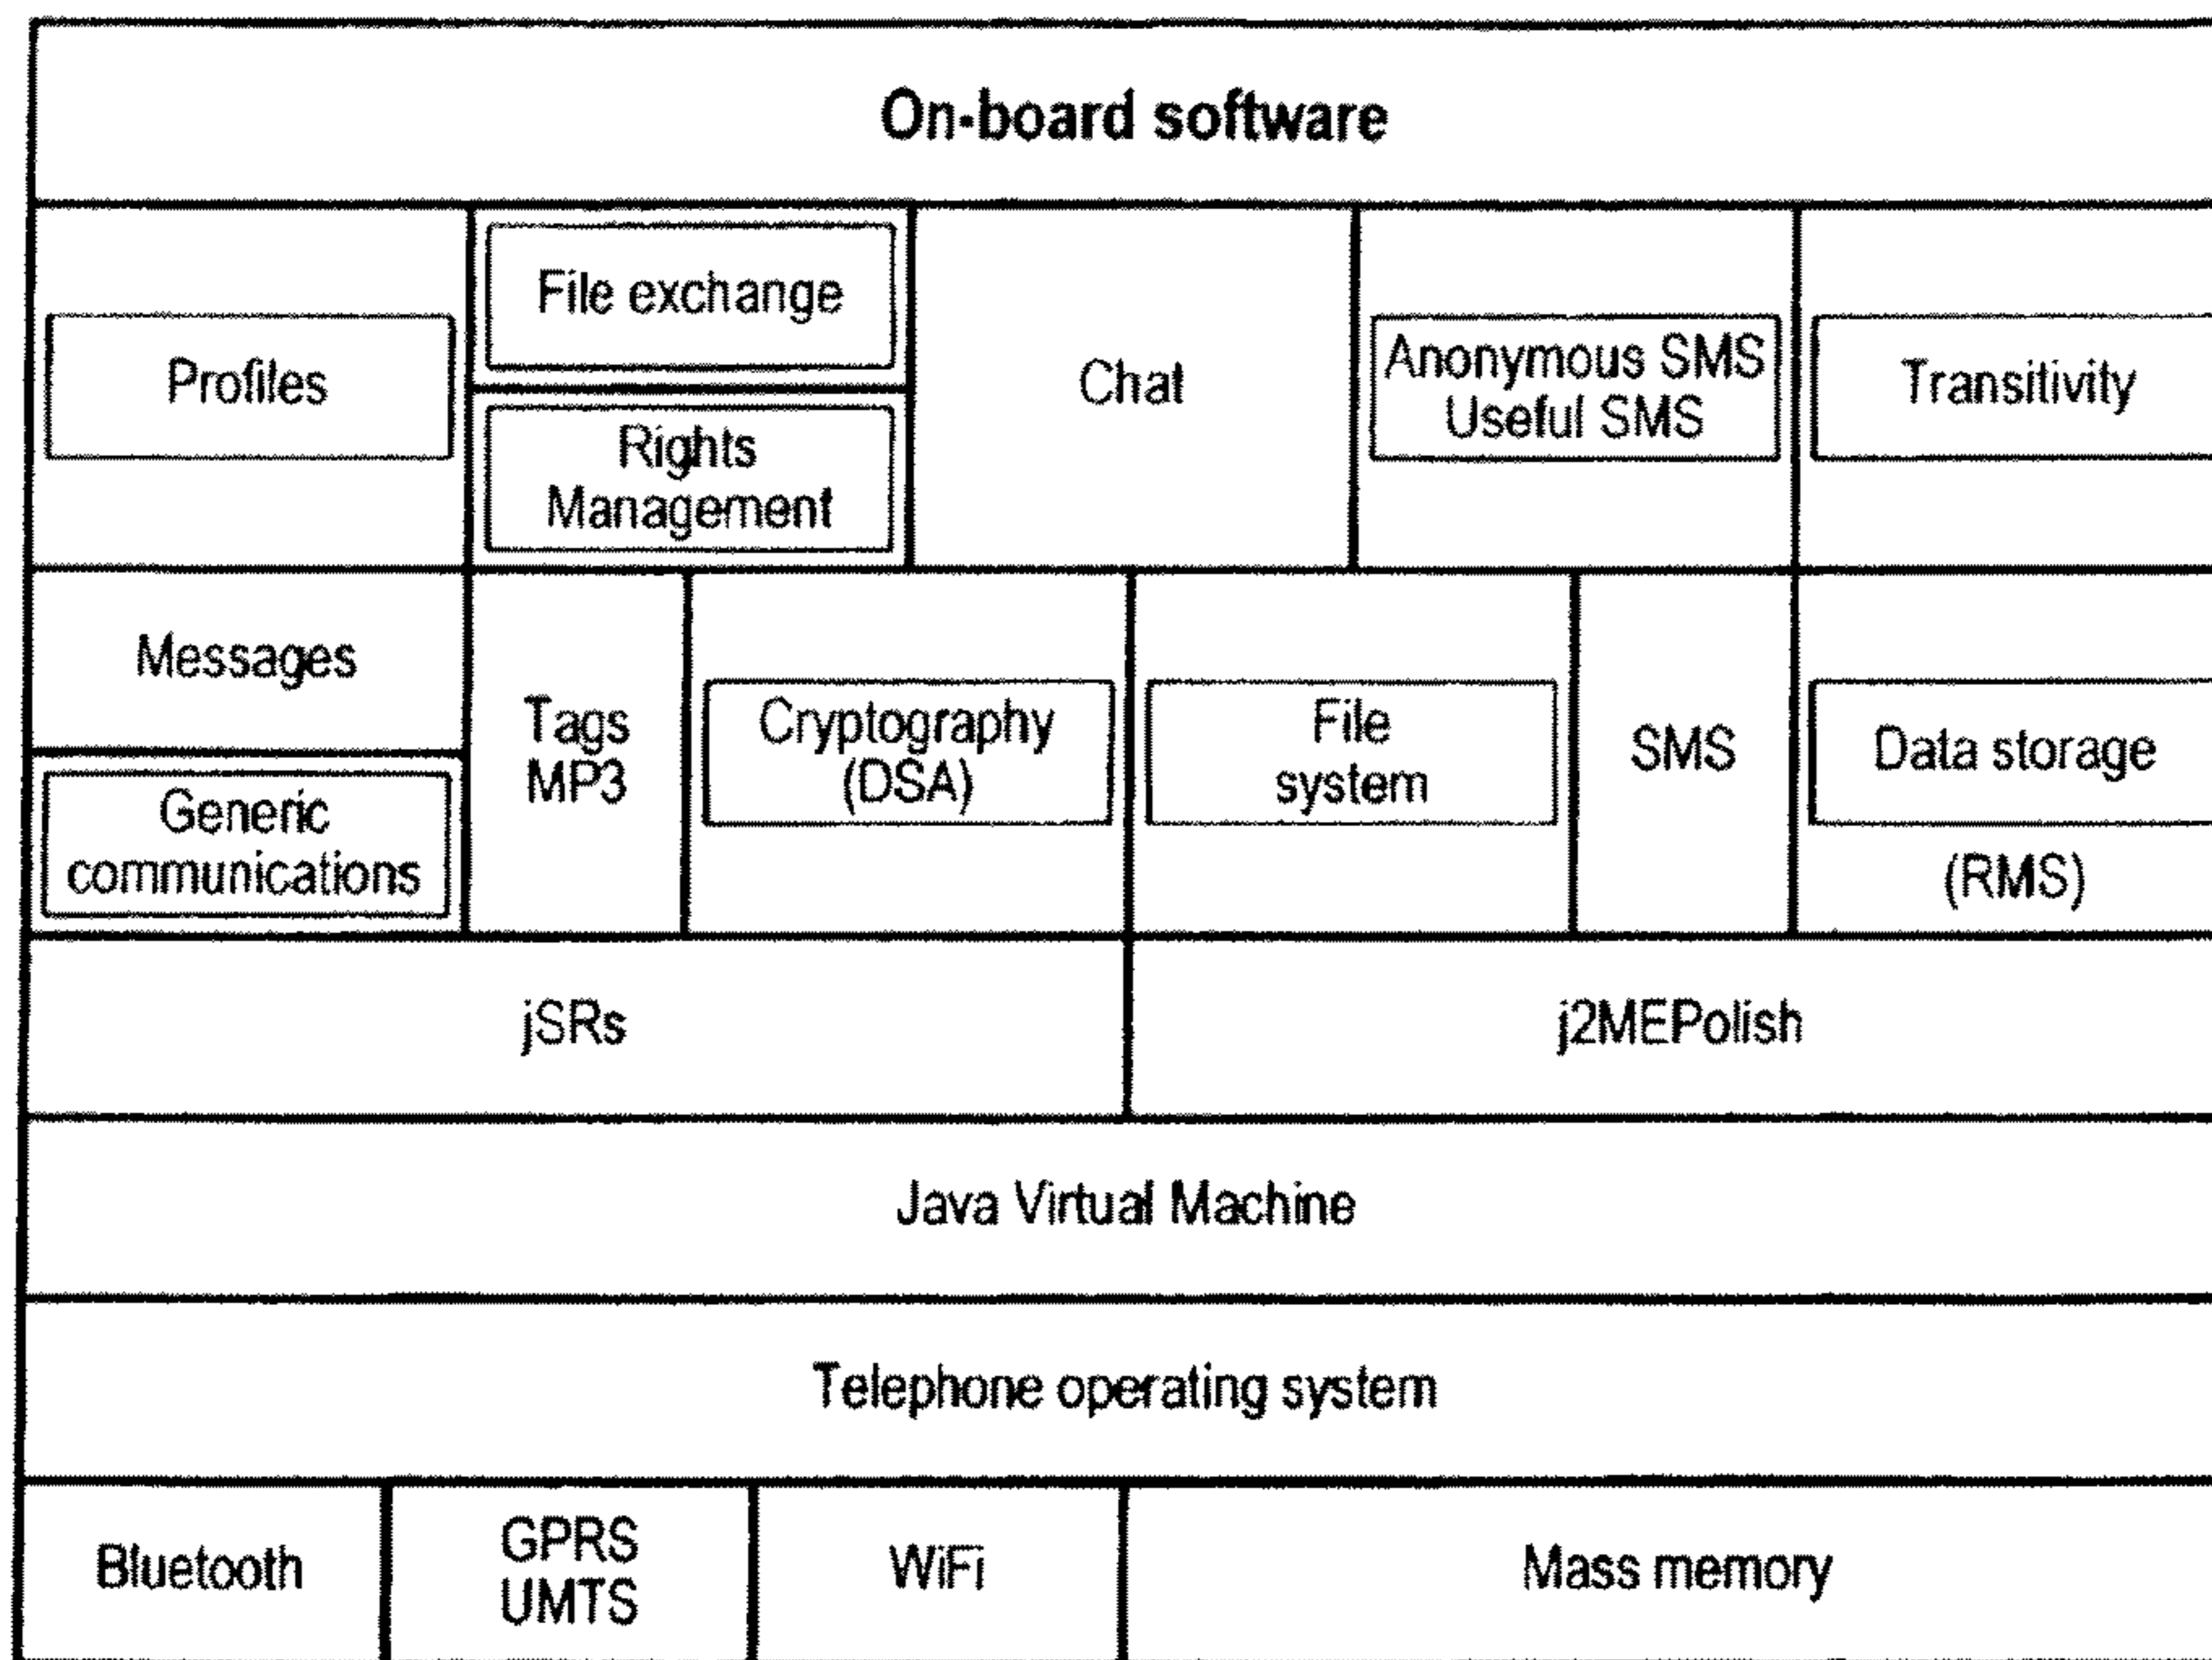 On-board software
Profiles
File exchange
Rights
Management
Chat
Anonymous SMS
Useful SMS
Transitivity
Messages
Generic
communications
Tags
MP3
Cryptography
(DSA)
File
system
SMS
Data storage
(RMS)
jSRs
j2MEPolish
Java Virtual Machine
Telephone operating system
Bluetooth
GPRS
UMTS
WiFi
Mass memory